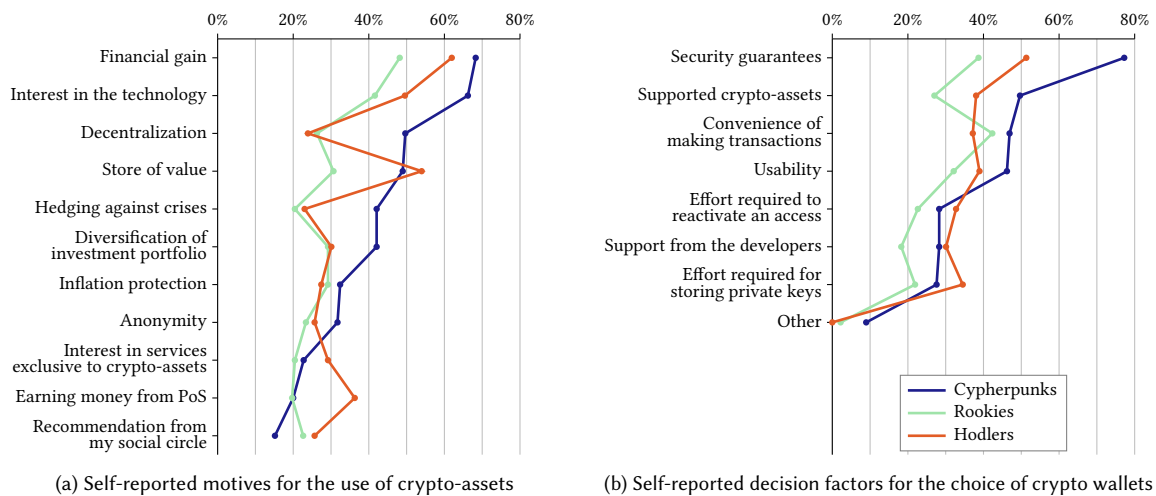 0% 20% 40% 60% 80%
Financial gain
Interest in the technology
Decentralization
Store of value
Hedging against crises
Diversification of
investment portfolio
Inflation protection
Anonymity
Interest in services
exclusive to crypto-assets
Earning money from PoS
Recommendation from
my social circle
(a) Self-reported motives for the use of crypto-assets
0% 20% 40% 60% 80%
Security guarantees
Supported crypto-assets
Convenience of
making transactions
Usability
Effort required to
reactivate an access
Support from the developers
Effort required for
storing private keys
Other
Cypherpunks
Rookies
Hodlers
(b) Self-reported decision factors for the choice of crypto wallets